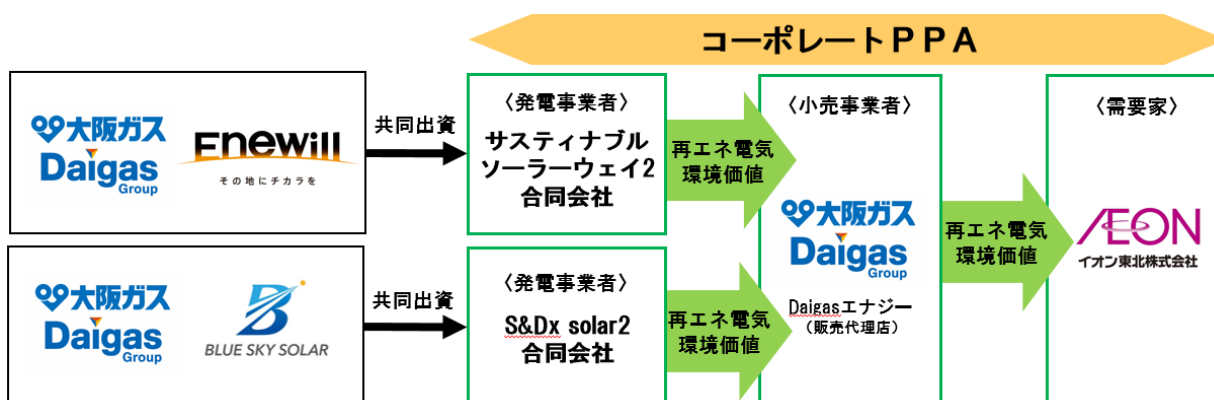 コーポレートＰＰＡ
大阪ガス
Daigas
Group
Enewill
その地にチカラを
共同出資
〈発電事業者〉
サスティナブル
ソーラーウェイ2
合同会社
再エネ電気
環境価値
大阪ガス
Daigas
Group
BLUE SKY SOLAR
共同出資
〈発電事業者〉
S&Dx solar2
合同会社
再エネ電気
環境価値
〈小売事業者〉
大阪ガス
Daigas
Group
Daigasエナジー
（販売代理店）
再エネ電気
環境価値
〈需要家〉
ÆON
イオン東北株式会社